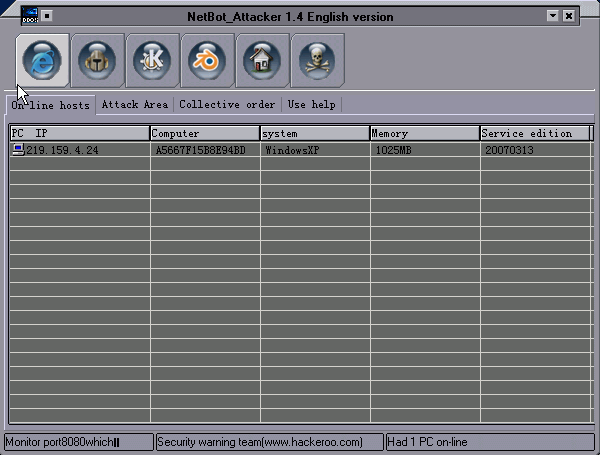 DDOS
NetBot_Attacker 1.4 English version
On-line hosts Attack Area Collective order Use help
PC IP Computer system Memory Service edition
219.159.4.24 A5667F15B8E94BD WindowsXP 1025MB 20070313
Monitor port8080which Security warning team(www.hackeroo.com) Had 1 PC on-line